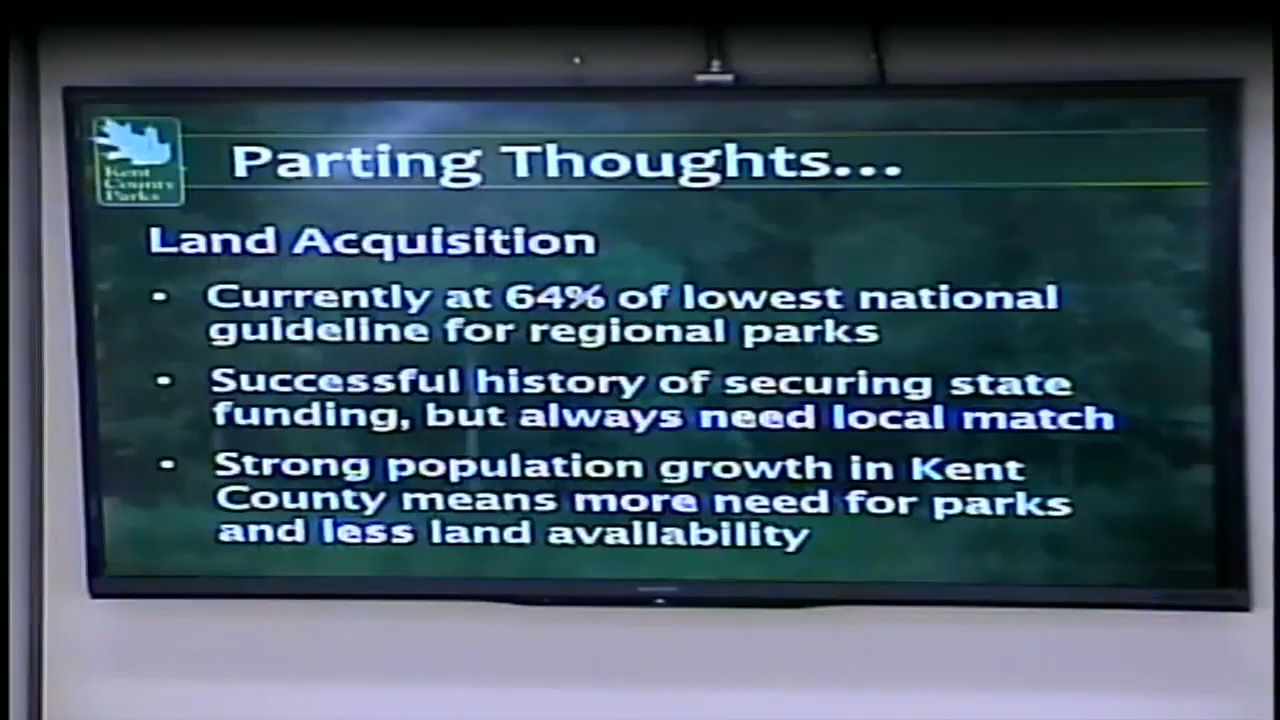 Kent
County
Parks
Parting Thoughts...
Land Acquisition
• Currently at 64% of lowest national
guideline for regional parks
• Successful history of securing state
funding, but always need local match
• Strong population growth in Kent
County means more need for parks
and less land availability